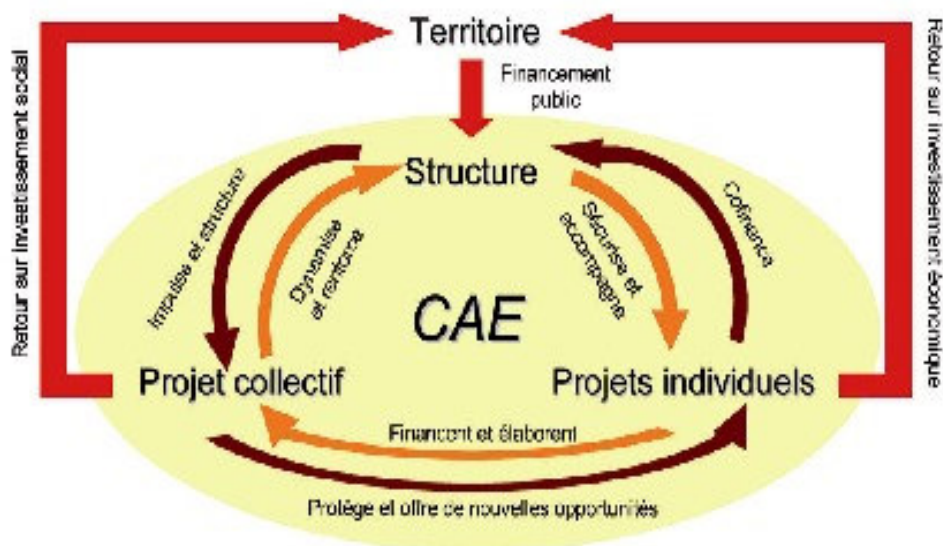 Territoire
Financement
public
Retour sur investissement social
Retour sur investissement économique
Structure
Impulse et structure
Dynamise
et renforce
Sécurise et
accompagne
Cofinance
CAE
Projet collectif
Projets individuels
Financent et élaborent
Protège et offre de nouvelles opportunités